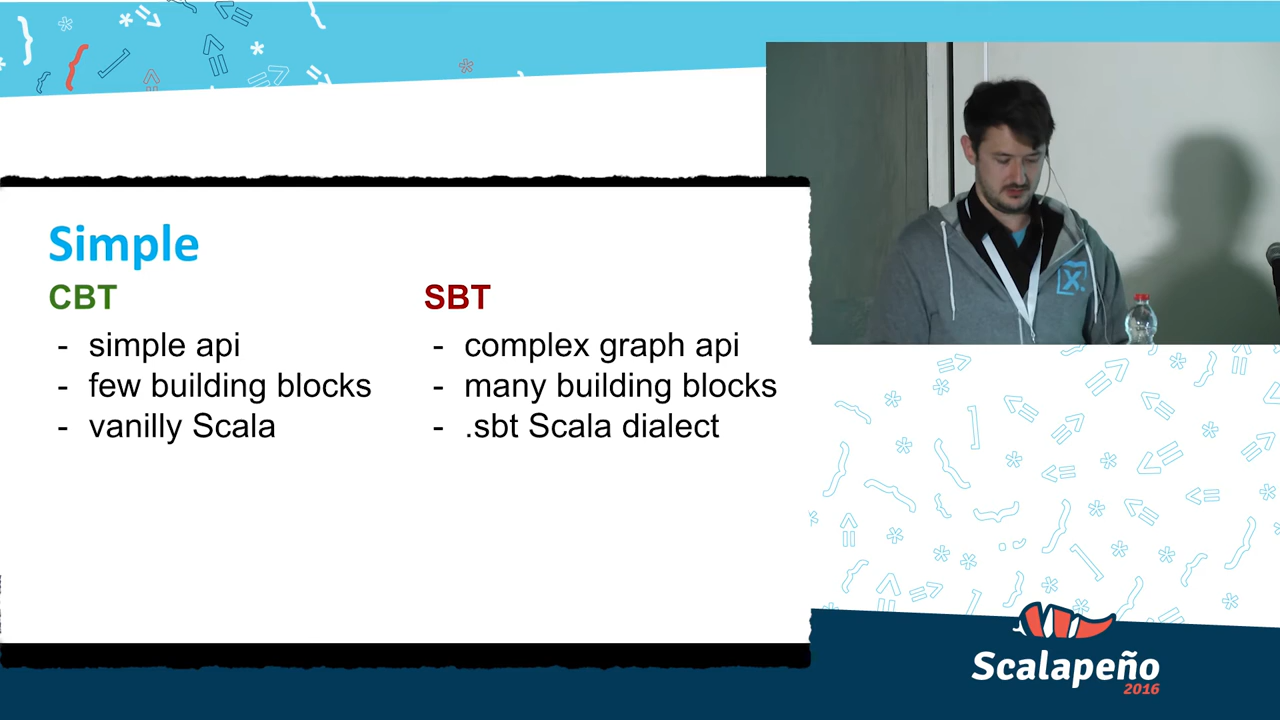 Simple
CBT
- simple api
- few building blocks
- vanilly Scala
SBT
- complex graph api
- many building blocks
- .sbt Scala dialect
X
Scalapeño
2016